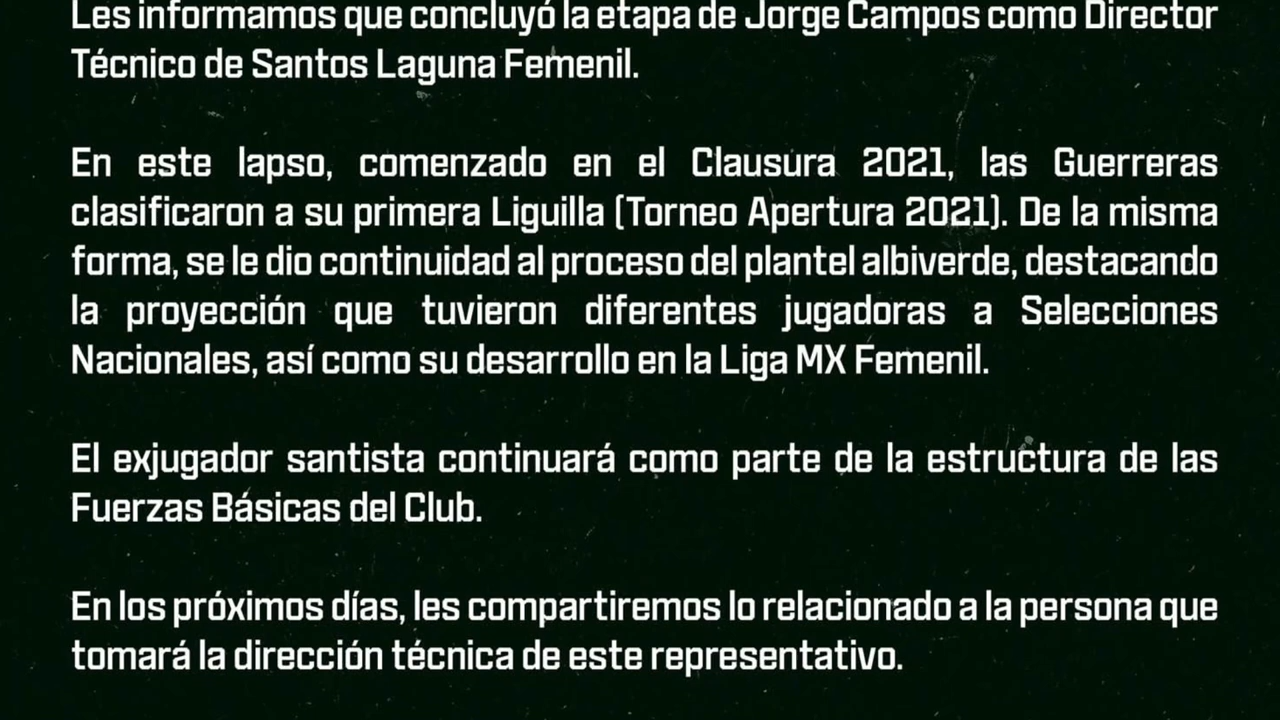 Les informamos que concluyó la etapa de Jorge Campos como Director
Técnico de Santos Laguna Femenil.
En este lapso, comenzado en el Clausura 2021, las Guerreras
clasificaron a su primera Liguilla (Torneo Apertura 2021). De la misma
forma, se le dio continuidad al proceso del plantel albiverde, destacando
la proyección que tuvieron diferentes jugadoras a Selecciones
Nacionales, así como su desarrollo en la Liga MX Femenil.
El exjugador santista continuará como parte de la estructura de las
Fuerzas Básicas del Club.
En los próximos días, les compartiremos lo relacionado a la persona que
tomará la dirección técnica de este representativo.